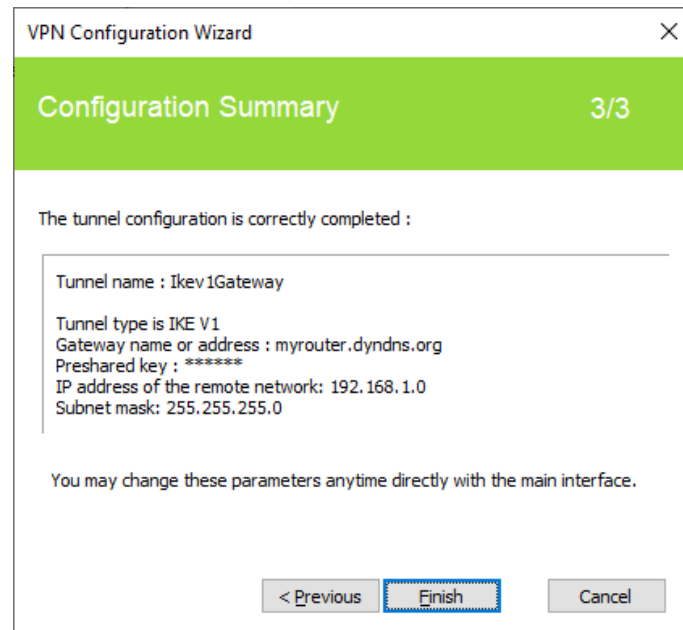 VPN Configuration Wizard
Configuration Summary 3/3
The tunnel configuration is correctly completed :
Tunnel name : Ikev1Gateway
Tunnel type is IKE V1
Gateway name or address : myrouter.dyndns.org
Preshared key : ******
IP address of the remote network: 192.168.1.0
Subnet mask: 255.255.255.0
You may change these parameters anytime directly with the main interface.
< Previous Finish Cancel